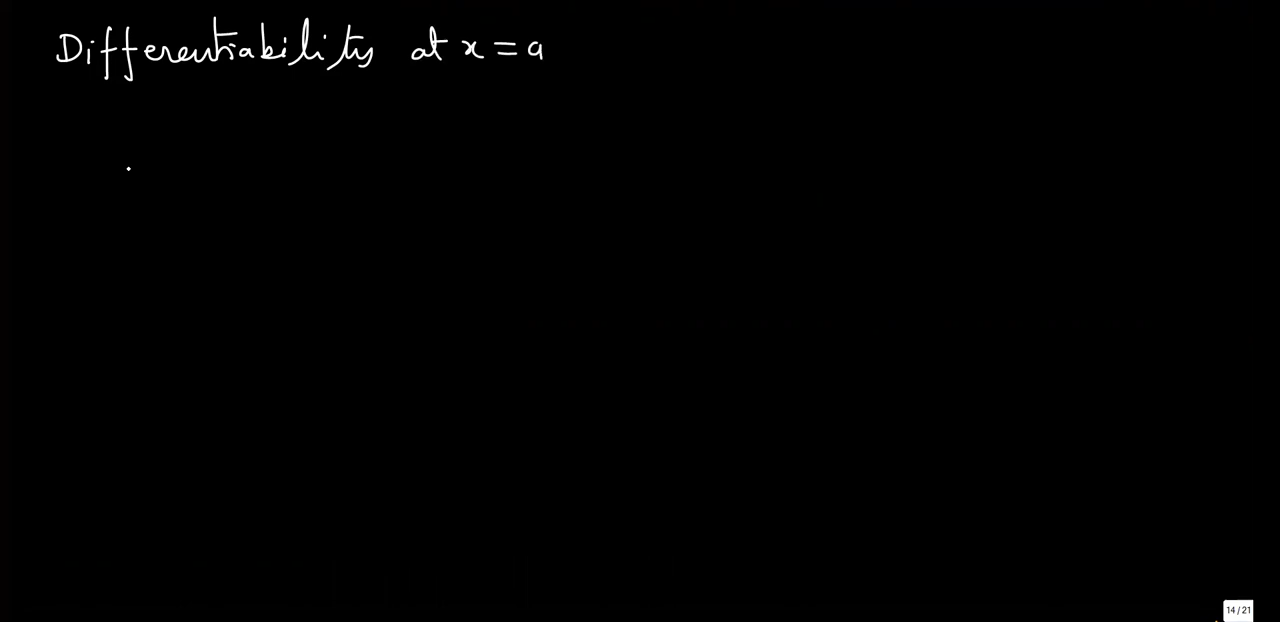 Differentiability at x = a
14 / 21